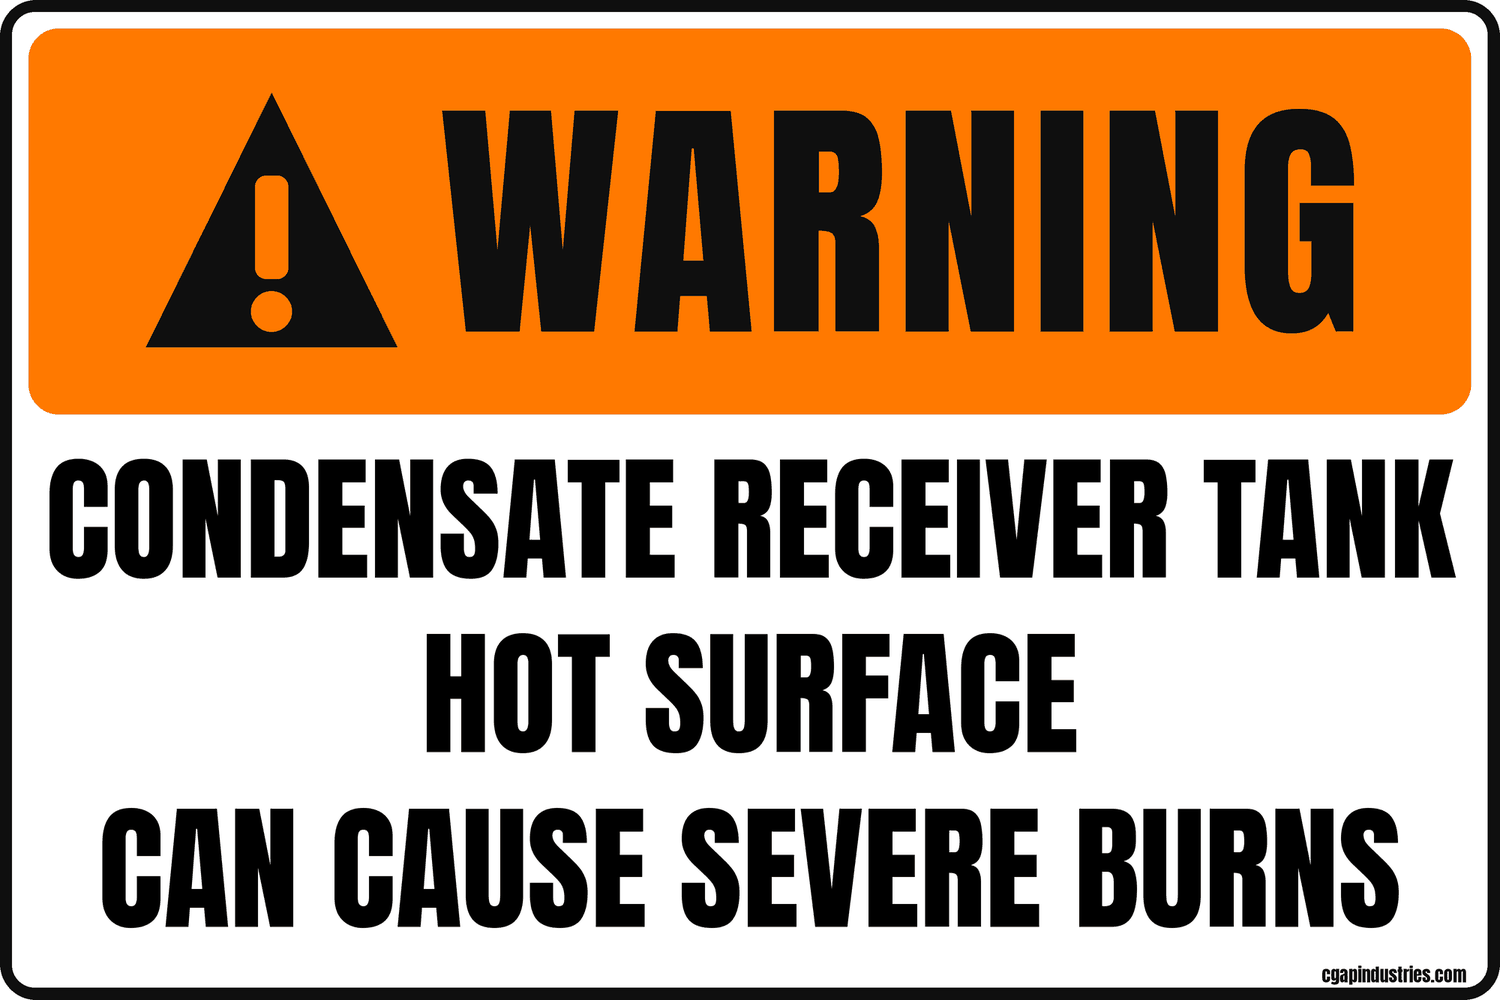 WARNING
CONDENSATE RECEIVER TANK
HOT SURFACE
CAN CAUSE SEVERE BURNS
cgapindustries.com